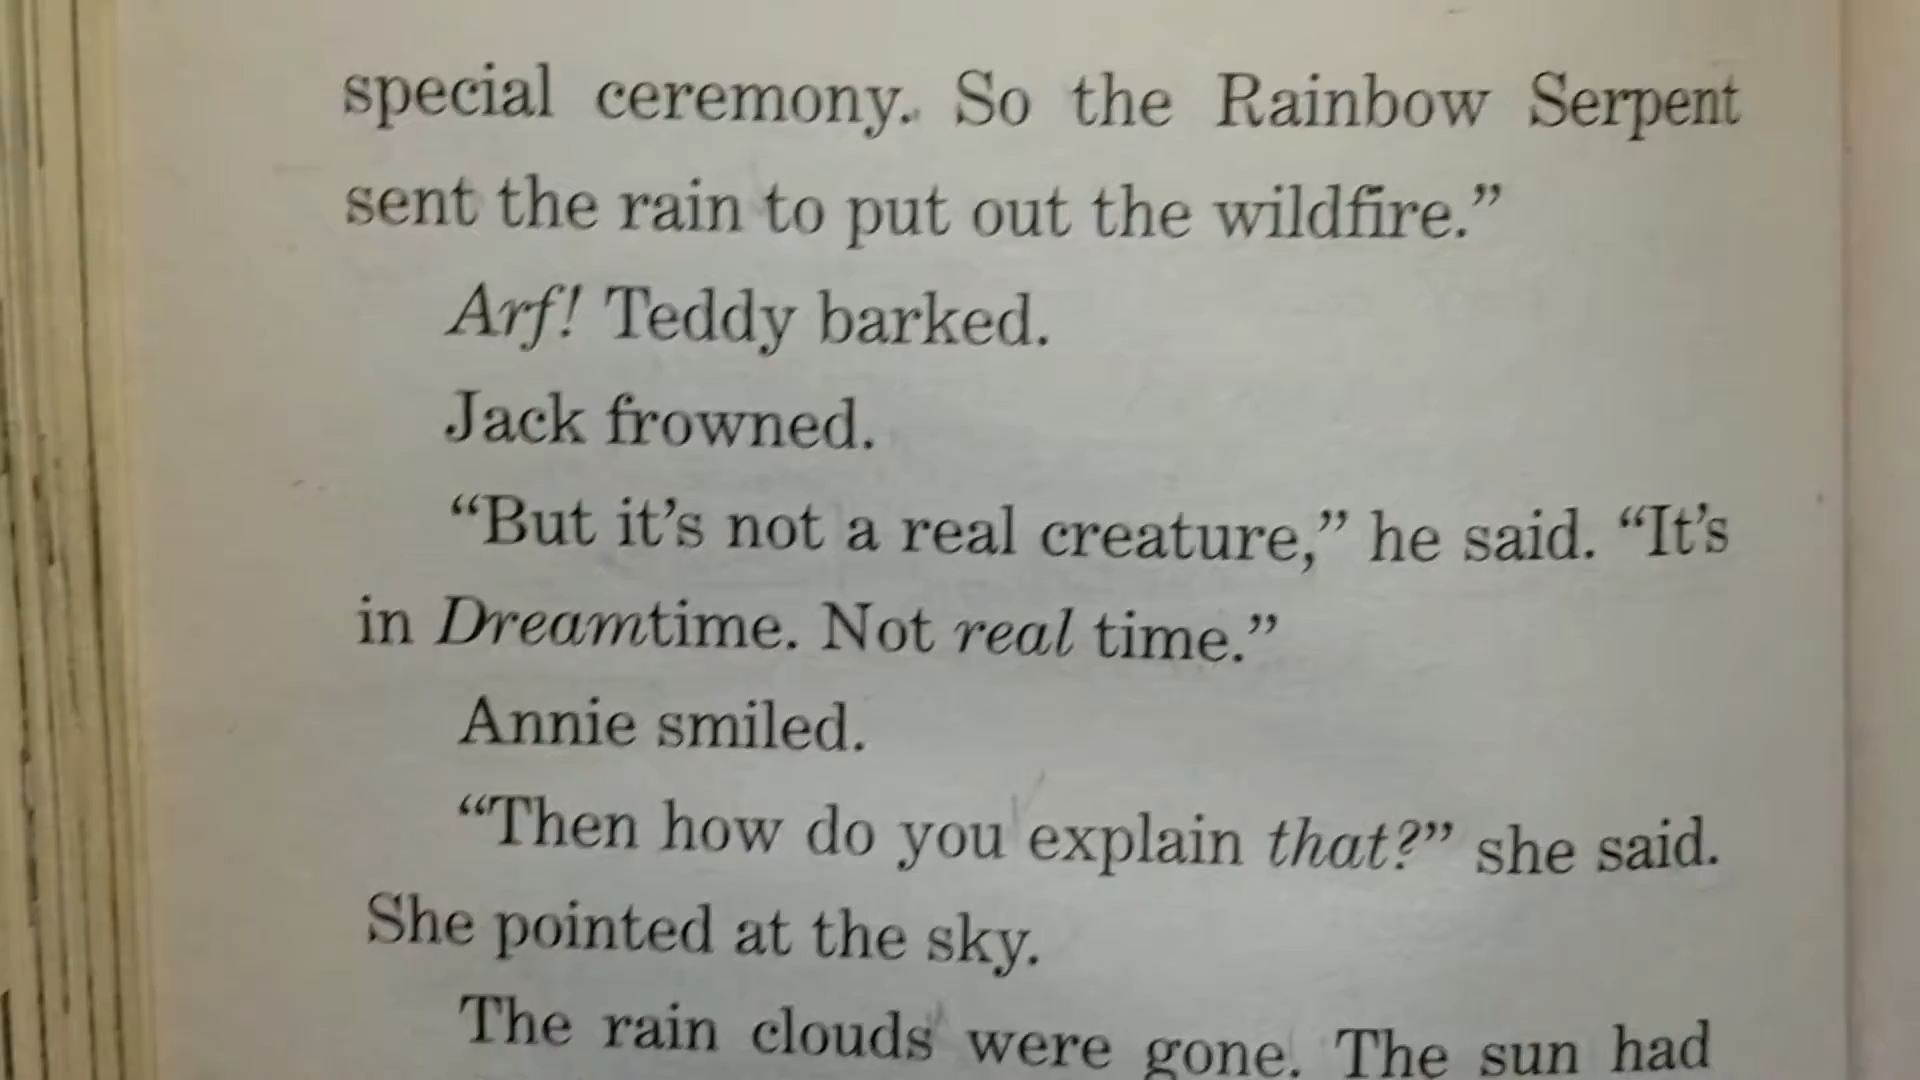 special ceremony. So the Rainbow Serpent
sent the rain to put out the wildfire.”
Arf! Teddy barked.
Jack frowned.
“But it’s not a real creature,” he said. “It’s
in Dreamtime. Not real time.”
Annie smiled.
“Then how do you explain that?” she said.
She pointed at the sky.
The rain clouds were gone. The sun had